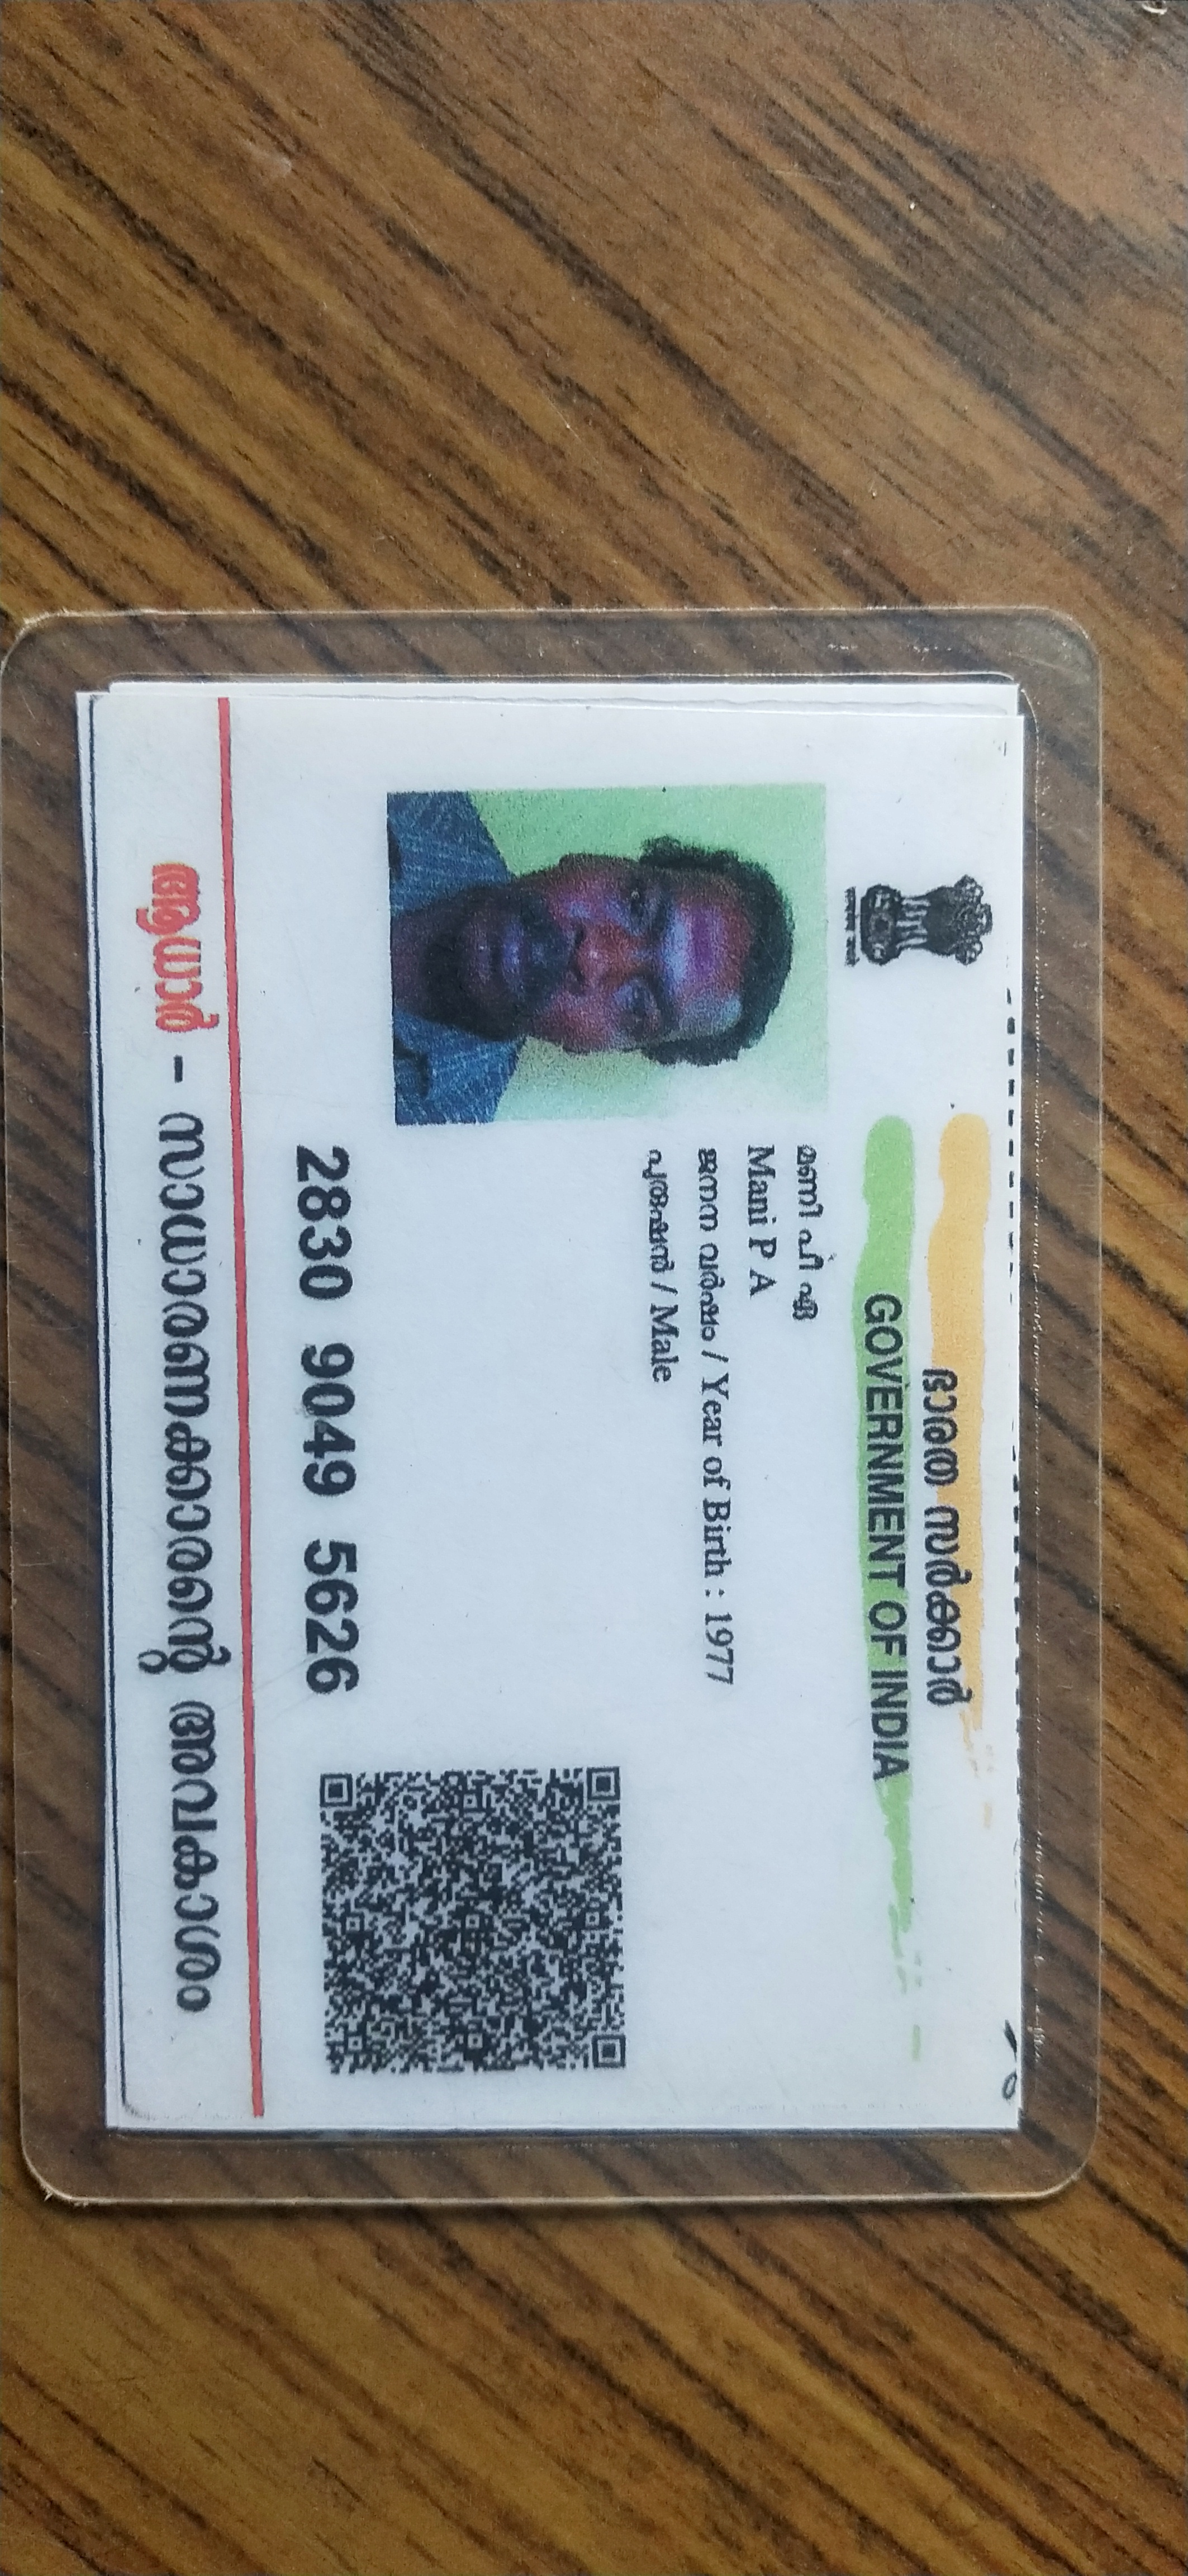 ഭാരത സർക്കാർ
GOVERNMENT OF INDIA
മണി പി ഏ
Mani P A
ജനന വർഷം / Year of Birth : 1977
പുരുഷൻ / Male
2830 9049 5626
ആധാർ - സാധാരണക്കാരന്റെ അവകാശം